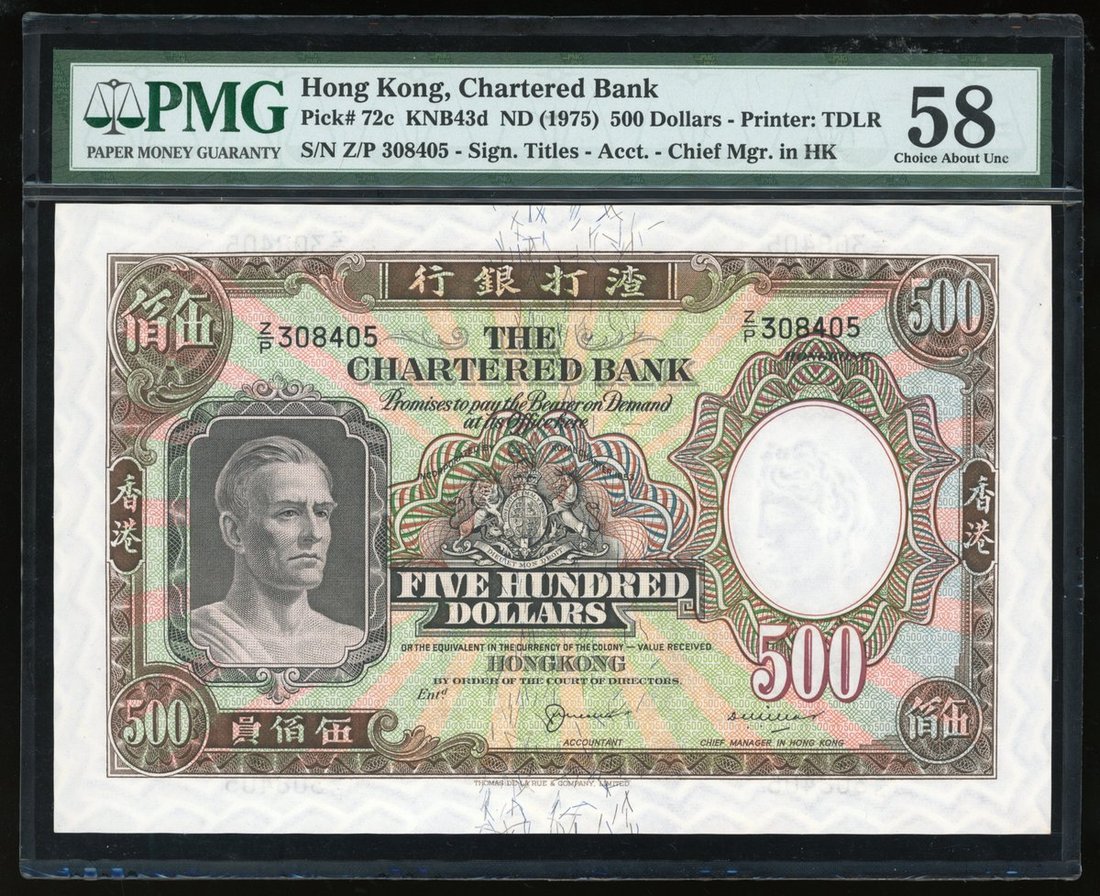 PMG
PAPER MONEY GUARANTY
Hong Kong, Chartered Bank
Pick# 72c KNB43d ND (1975) 500 Dollars - Printer: TDLR
S/N Z/P 308405 - Sign. Titles - Acct. - Chief Mgr. in HK
58
Choice About Unc
行銀打渣
佰伍
500
Z/P 308405
Z/P 308405
HONGKONG
THE
CHARTERED BANK
Promises to pay the Bearer on Demand
at its Office here
香港
香港
FIVE HUNDRED
DOLLARS
OR THE EQUIVALENT IN THE CURRENCY OF THE COLONY — VALUE RECEIVED
HONGKONG
BY ORDER OF THE COURT OF DIRECTORS.
Entd
500
500
員佰伍
佰伍
ACCOUNTANT
CHIEF MANAGER IN HONG KONG
THOMAS DE LA RUE & COMPANY, LIMITED.